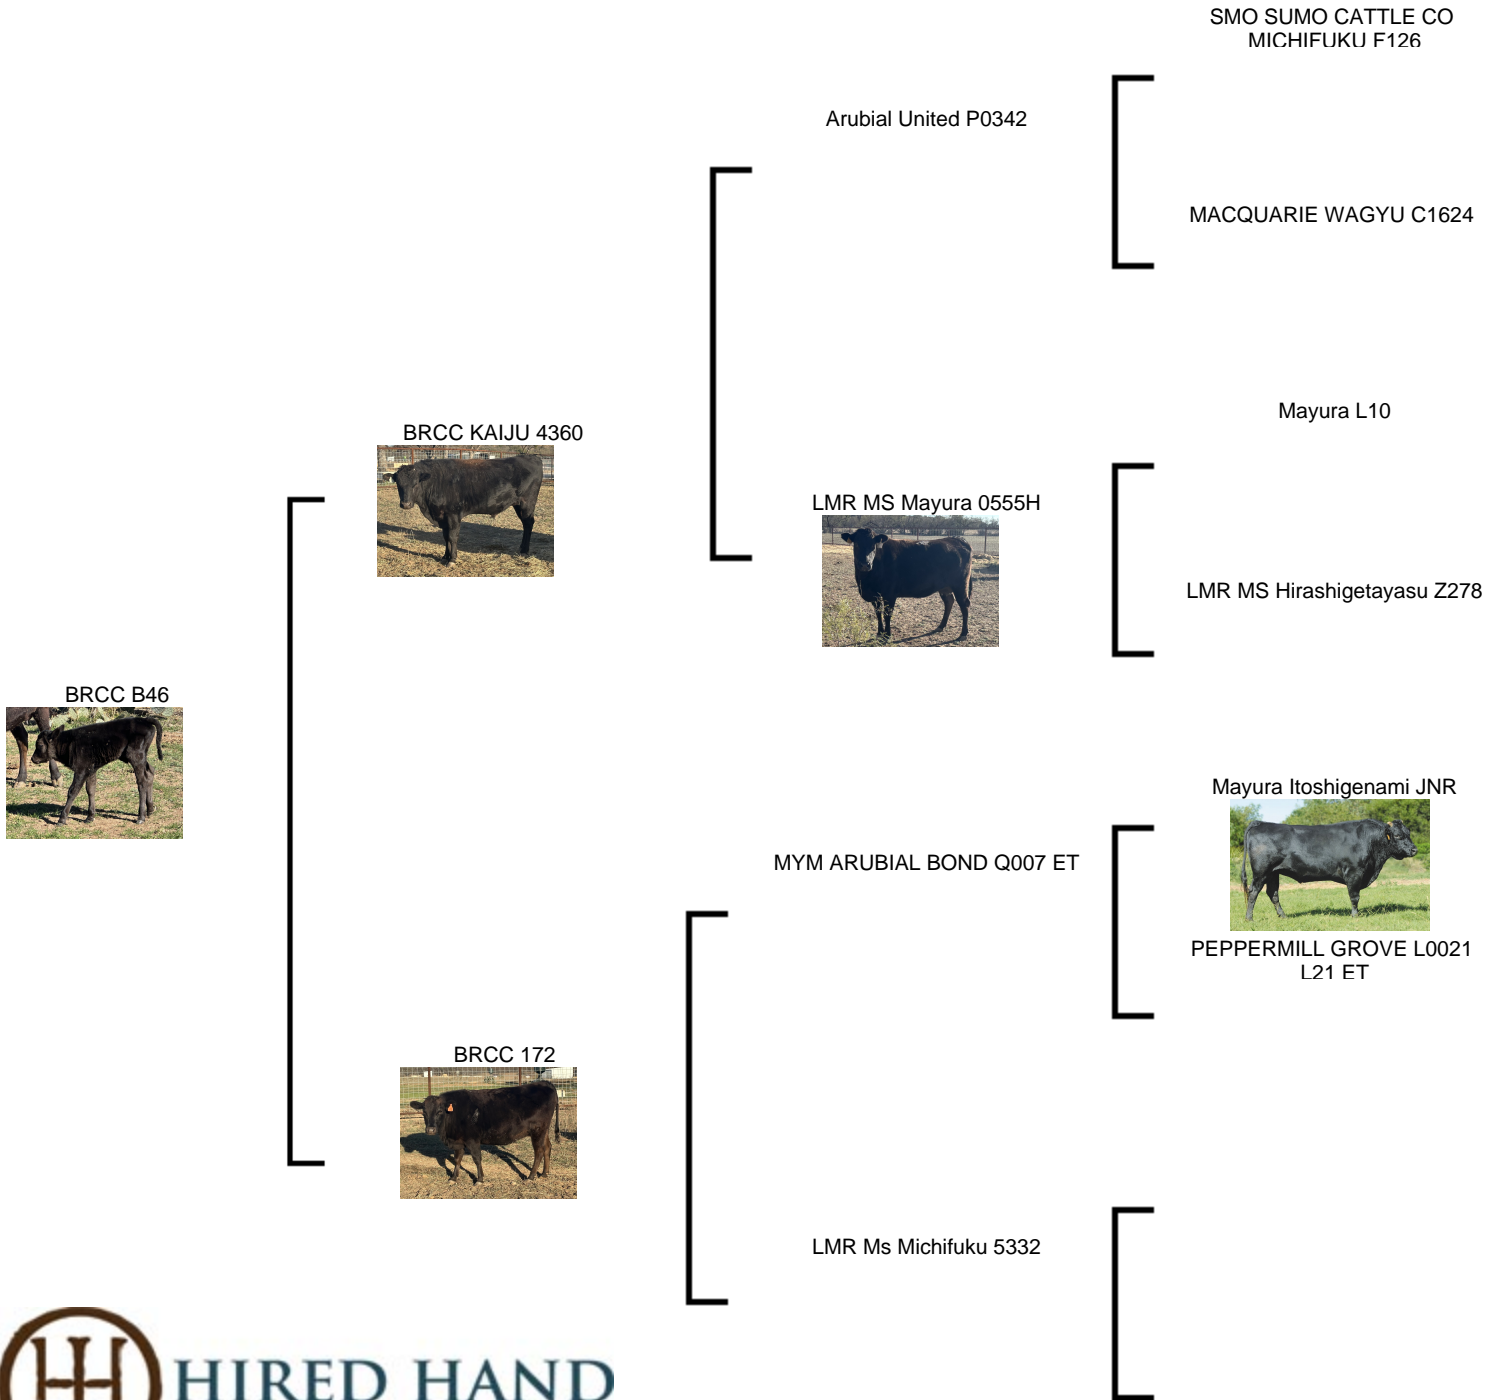 SMO SUMO CATTLE CO
MICHIFUKU F126
Arubial United P0342
MACQUARIE WAGYU C1624
Mayura L10
BRCC KAIJU 4360
LMR MS Mayura 0555H
LMR MS Hirashigetayasu Z278
BRCC B46
Mayura Itoshigenami JNR
MYM ARUBIAL BOND Q007 ET
PEPPERMILL GROVE L0021
L21 ET
BRCC 172
LMR Ms Michifuku 5332
HIRED HAND